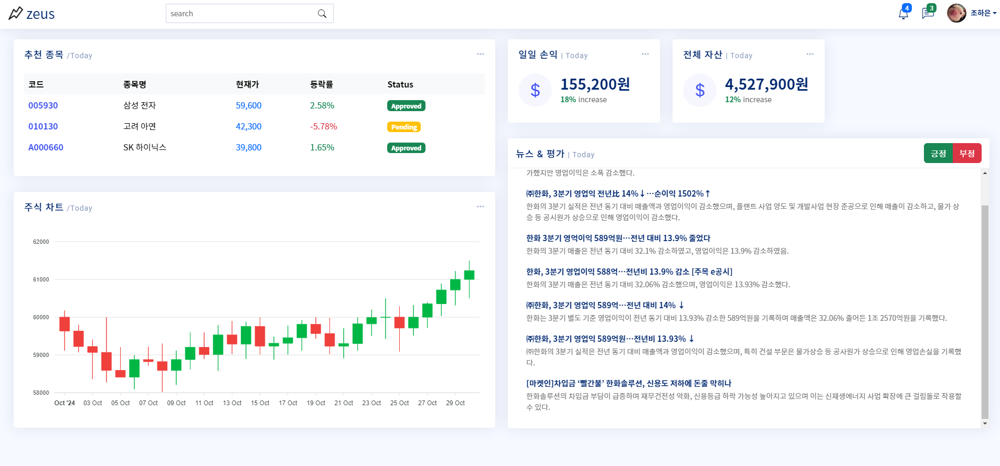 zeus
search
4
3
조하은
추천 종목 /Today
코드 종목명 현재가 등락률 Status
005930 삼성 전자 59,600 2.58% Approved
010130 고려 아연 42,300 -5.78% Pending
A000660 SK 하이닉스 39,800 1.65% Approved
일일 손익 | Today
$
155,200원
18% increase
전체 자산 | Today
$
4,527,900원
12% increase
주식 차트 /Today
62000
61000
60000
59000
58000
Oct '24 03 Oct 05 Oct 07 Oct 09 Oct 11 Oct 13 Oct 15 Oct 17 Oct 19 Oct 21 Oct 23 Oct 25 Oct 27 Oct 29 Oct
뉴스 & 평가 | Today
긍정 부정
가했지만 영업이익은 소폭 감소했다.
㈜한화, 3분기 영업익 전년比 14%↓…순이익 1502%↑
한화의 3분기 실적은 전년 동기 대비 매출액과 영업이익이 감소했으며, 플랜트 사업 양도 및 개발사업 현장 준공으로 인해 매출이 감소하고, 물가 상
승 등 공사원가 상승으로 인해 영업이익이 감소했다.
한화 3분기 영억이익 589억원…전년 대비 13.9% 줄었다
한화의 3분기 매출은 전년 동기 대비 32.1% 감소하였고, 영업이익은 13.9% 감소하였음.
한화, 3분기 영업이익 588억…전년비 13.9% 감소 [주목 e공시]
한화의 3분기 매출은 전년 동기 대비 32.06% 감소했으며, 영업이익은 13.93% 감소했다.
㈜한화, 3분기 영업익 589억…전년 대비 14% ↓
한화는 3분기 별도 기준 영업이익이 전년 동기 대비 13.93% 감소한 589억원을 기록하며 매출액은 32.06% 줄어든 1조 2570억원을 기록했다.
㈜한화, 3분기 영업익 589억원…전년비 13.93% ↓
㈜한화의 3분기 실적은 전년 동기 대비 매출액과 영업이익이 감소했으며, 특히 건설 부문은 물가상승 등 공사원가 상승으로 인해 영업손실을 기록했
다.
[마켓인]차입금 ‘빨간불’ 한화솔루션, 신용도 저하에 돈줄 막히나
한화솔루션의 차입금 부담이 급증하며 재무건전성 악화, 신용등급 하락 가능성 높아지고 있으며 이는 신재생에너지 사업 확장에 큰 걸림돌로 작용할
수 있다.